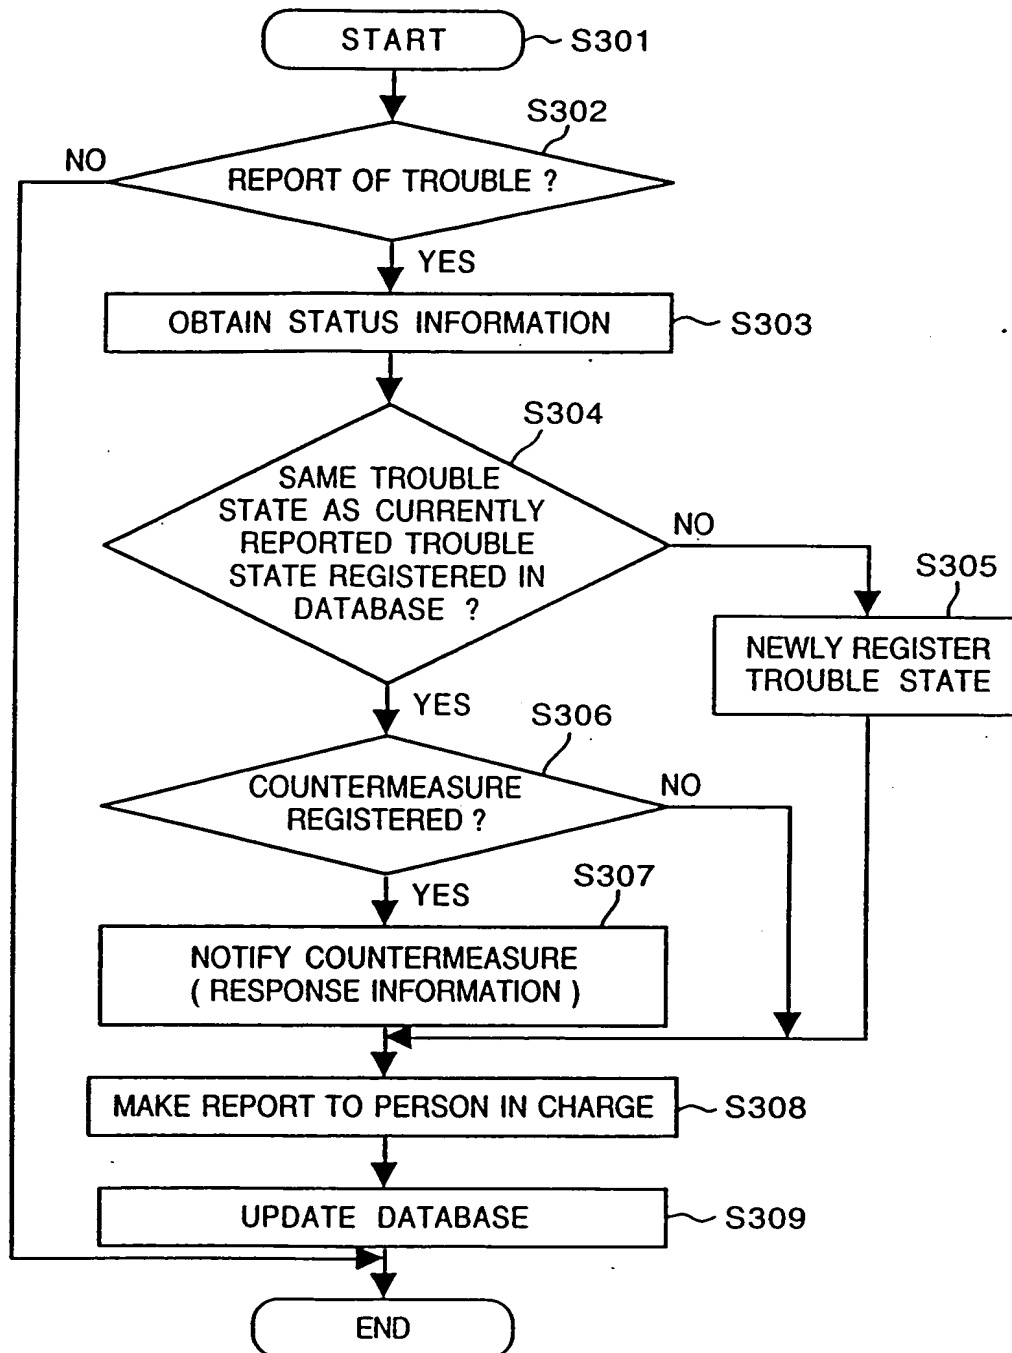 START
S301
S302
NO
REPORT OF TROUBLE ?
YES
OBTAIN STATUS INFORMATION
S303
S304
SAME TROUBLE
STATE AS CURRENTLY
REPORTED TROUBLE
STATE REGISTERED IN
DATABASE ?
NO
S305
NEWLY REGISTER
TROUBLE STATE
YES
S306
COUNTERMEASURE
REGISTERED ?
NO
YES
S307
NOTIFY COUNTERMEASURE
( RESPONSE INFORMATION )
MAKE REPORT TO PERSON IN CHARGE
S308
UPDATE DATABASE
S309
END